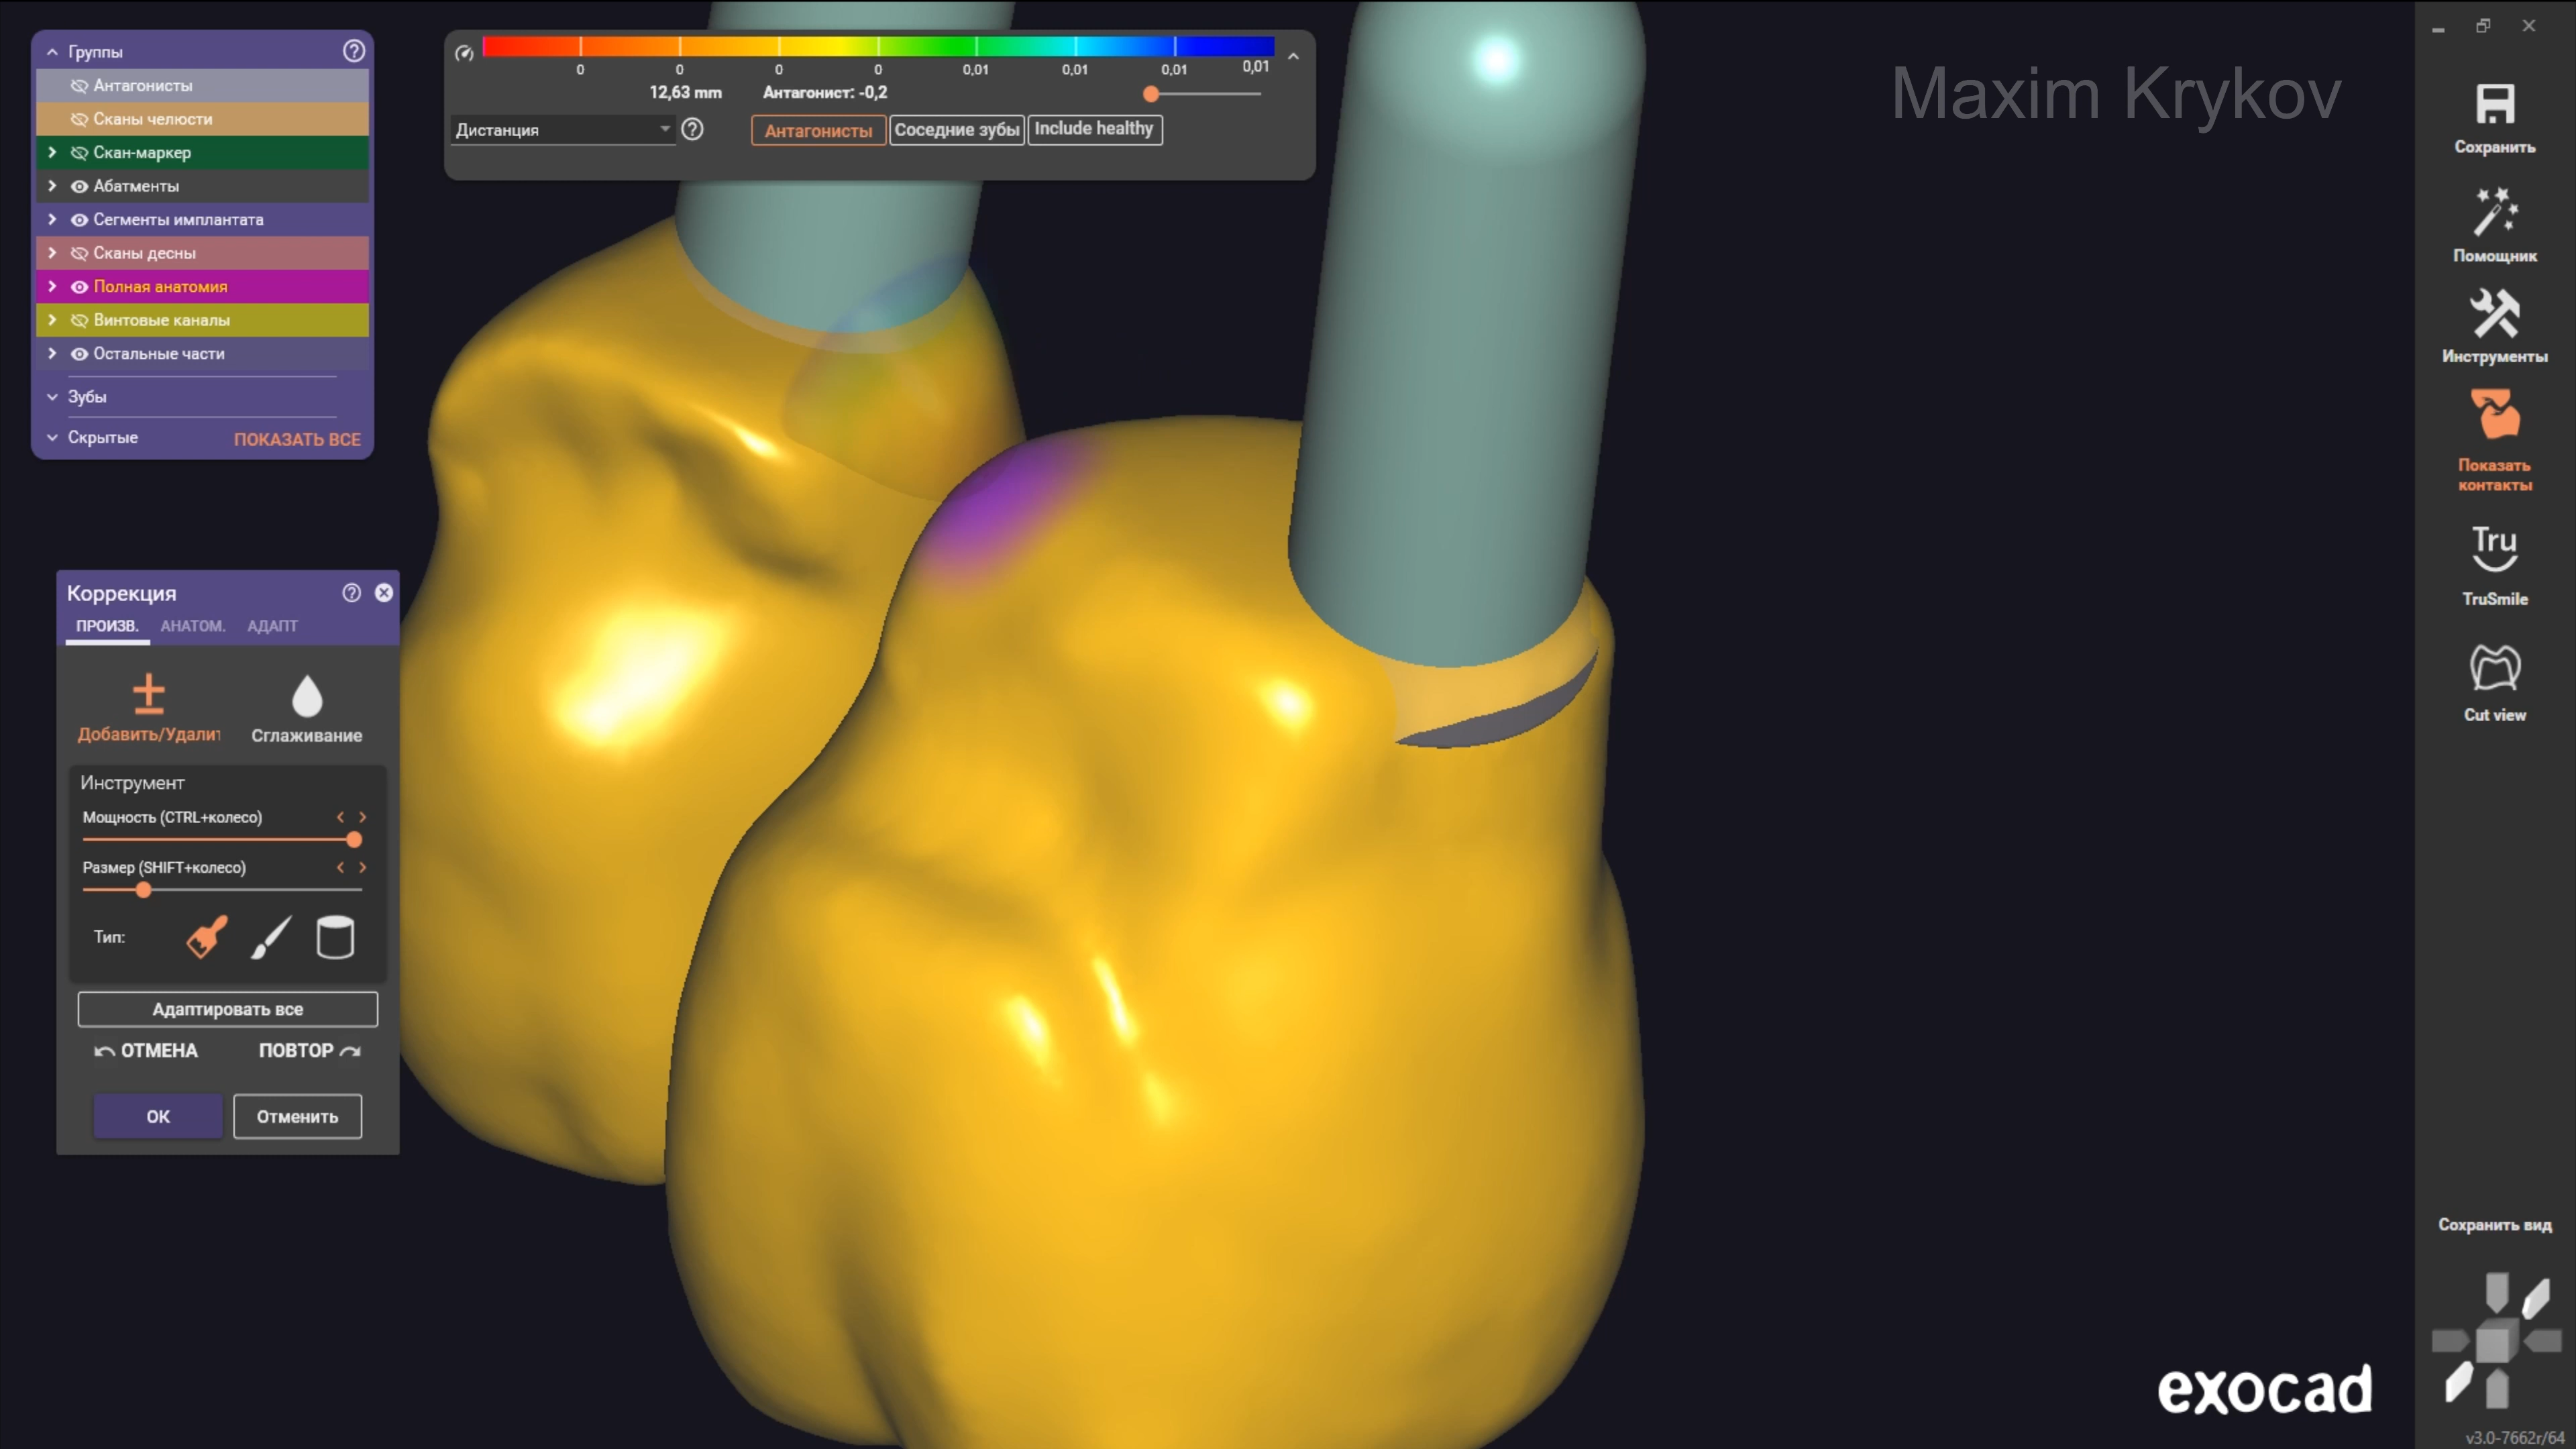 Группы
Антагонисты
Сканы челюсти
Скан-маркер
Абатменты
Сегменты имплантата
Сканы десны
Полная анатомия
Винтовые каналы
Остальные части
Зубы
Скрытые ПОКАЗАТЬ ВСЕ
0 0 0 0 0,01 0,01 0,01 0,01
12,63 mm Антагонист: -0,2
Дистанция
Антагонисты Соседние зубы Include healthy
Maxim Krykov
Коррекция
ПРОИЗВ. АНАТОМ. АДАПТ
Добавить/Удалит Сглаживание
Инструмент
Мощность (CTRL+колесо)
Размер (SHIFT+колесо)
Тип:
Адаптировать все
ОТМЕНА ПОВТОР
ОК Отменить
Сохранить
Помощник
Инструменты
Показать
контакты
Tru
TruSmile
Cut view
Сохранить вид
exocad
v3.0-7662r/64